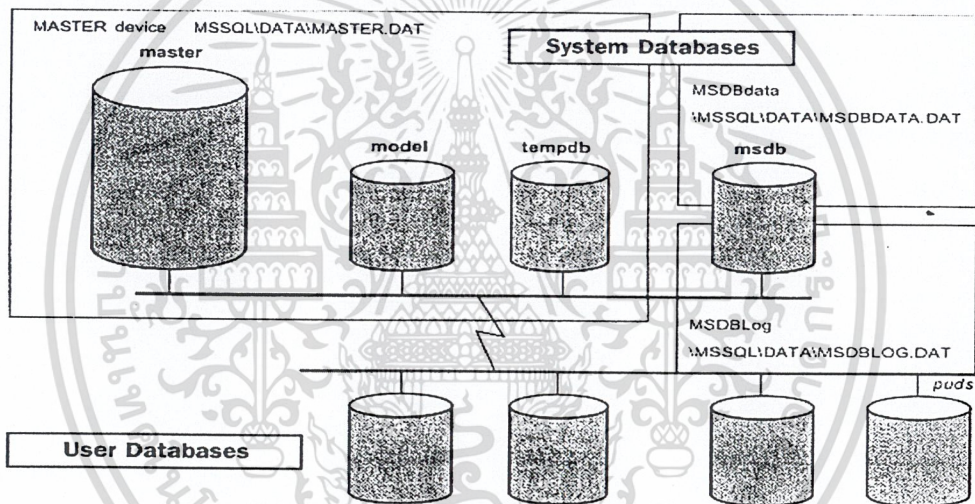 MASTER device MSSQL\DATA\MASTER.DAT
master
System Databases
MSDBdata
\MSSQL\DATA\MSDBDATA.DAT
model
tempdb
msdb
MSDBLog
\MSSQL\DATA\MSDBLOG.DAT
User Databases